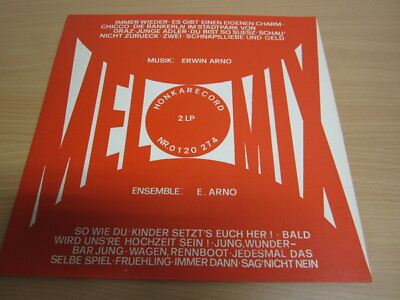 IMMER WIEDER · ES GIBT EINEN EIGENEN CHARM ·
CHICCO · DIE BANKERLN IM STADTPARK VON
GRAZ · JUNGE ADLER · DU BIST SO SUESZ · SCHAU'
NICHT ZURUECK · ZWEI · SCHNAPS, LIEBE UND GELD
MUSIK: ERWIN ARNO
HONKARECORD
2 LP
NR. 0120 274
MELOMIX
ENSEMBLE: E. ARNO
SO WIE DU · KINDER SETZT'S EUCH HER! · BALD
WIRD UNS'RE HOCHZEIT SEIN! · JUNG, WUNDER-
BAR JUNG · WAGEN, RENNBOOT · JEDESMAL DAS
SELBE SPIEL · FRUEHLING · IMMER DANN · SAG' NICHT NEIN